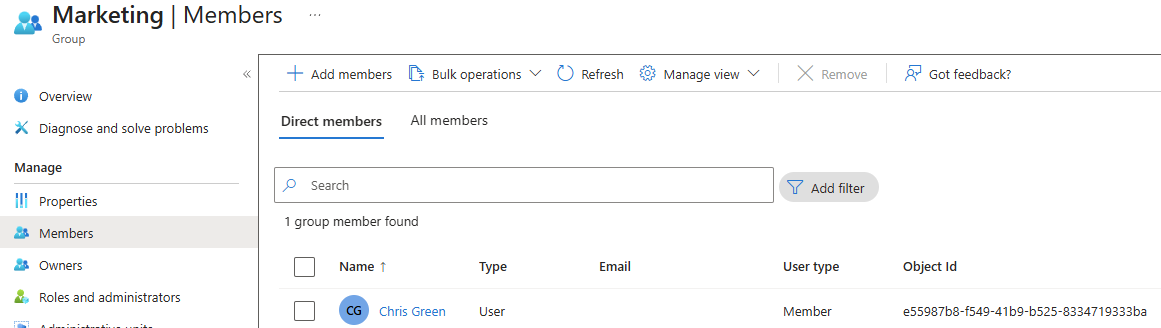 Marketing | Members ...
Group
«
Add members Bulk operations Refresh Manage view Remove Got feedback?
Overview
Diagnose and solve problems
Manage
Properties
Members
Owners
Roles and administrators
Administrative units
Direct members All members
Search
Add filter
1 group member found
Name ↑ Type Email User type Object Id
CG Chris Green User Member e55987b8-f549-41b9-b525-8334719333ba